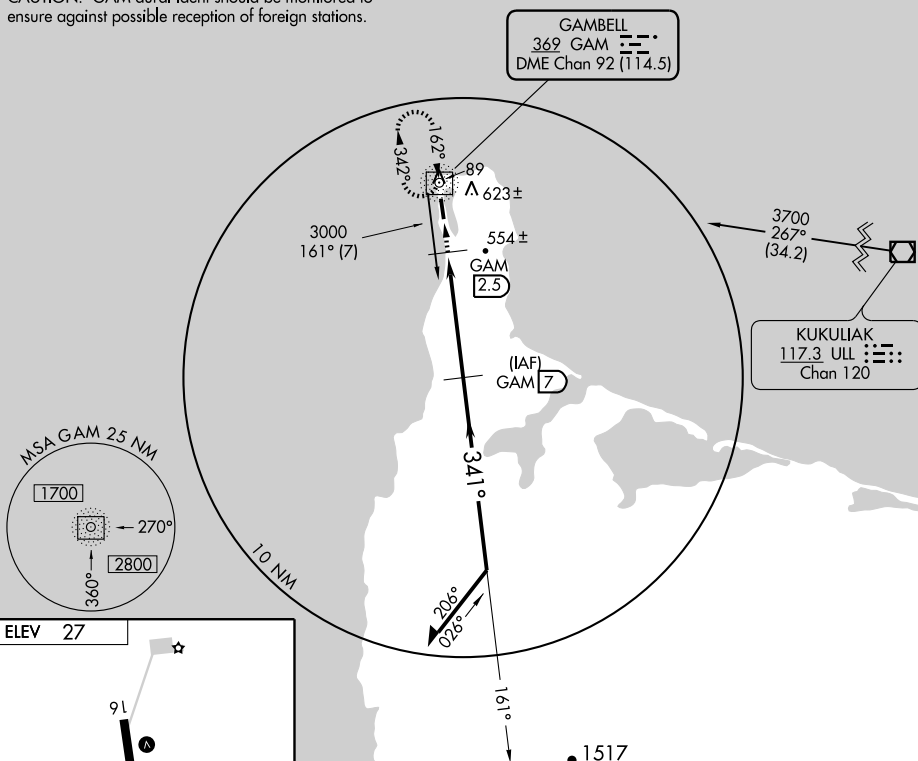 CAUTION: GAM aural ident should be monitored to
ensure against possible reception of foreign stations.
GAMBELL
369 GAM
DME Chan 92 (114.5)
162°
342°
89
623±
3000
161° (7)
554±
GAM
2.5
3700
267°
(34.2)
KUKULIAK
117.3 ULL
Chan 120
(IAF)
GAM 7
341°
MSA GAM 25 NM
1700
270°
2800
360°
10 NM
206°
026°
161°
ELEV 27
16
1517